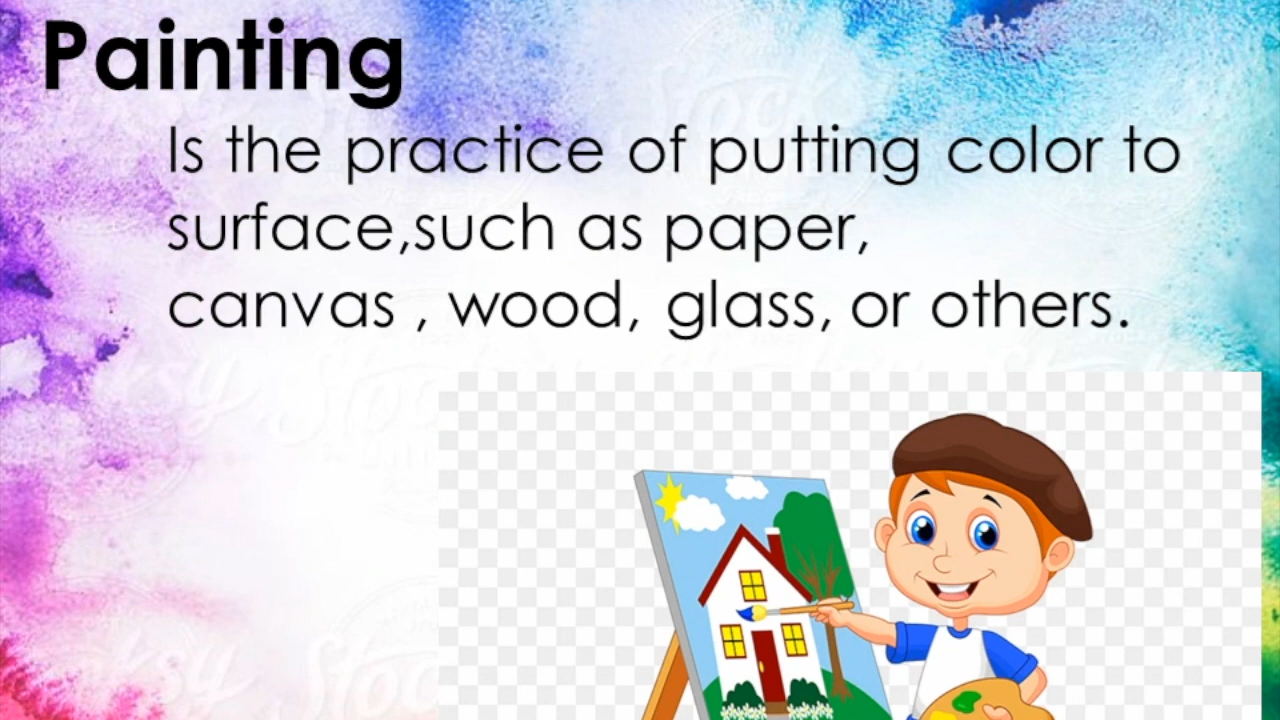 Painting
Is the practice of putting color to
surface,such as paper,
canvas , wood, glass, or others.